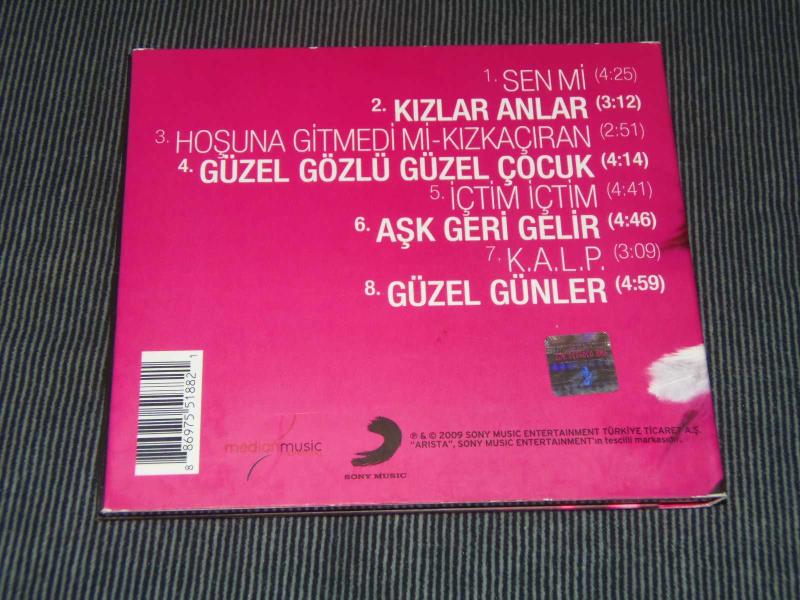 1. SEN Mİ (4:25)
2. KIZLAR ANLAR (3:12)
3. HOŞUNA GİTMEDİ Mİ-KIZKAÇIRAN (2:51)
4. GÜZEL GÖZLÜ GÜZEL ÇOCUK (4:14)
5. İÇTİM İÇTİM (4:41)
6. AŞK GERİ GELİR (4:46)
7. K.A.L.P. (3:09)
8. GÜZEL GÜNLER (4:59)
8 86975 51882 1
medianmusic
SONY MUSIC
℗ & © 2009 SONY MUSIC ENTERTAINMENT TÜRKİYE TİCARET A.Ş.
"ARISTA", SONY MUSIC ENTERTAINMENT'ın tescilli markasıdır.